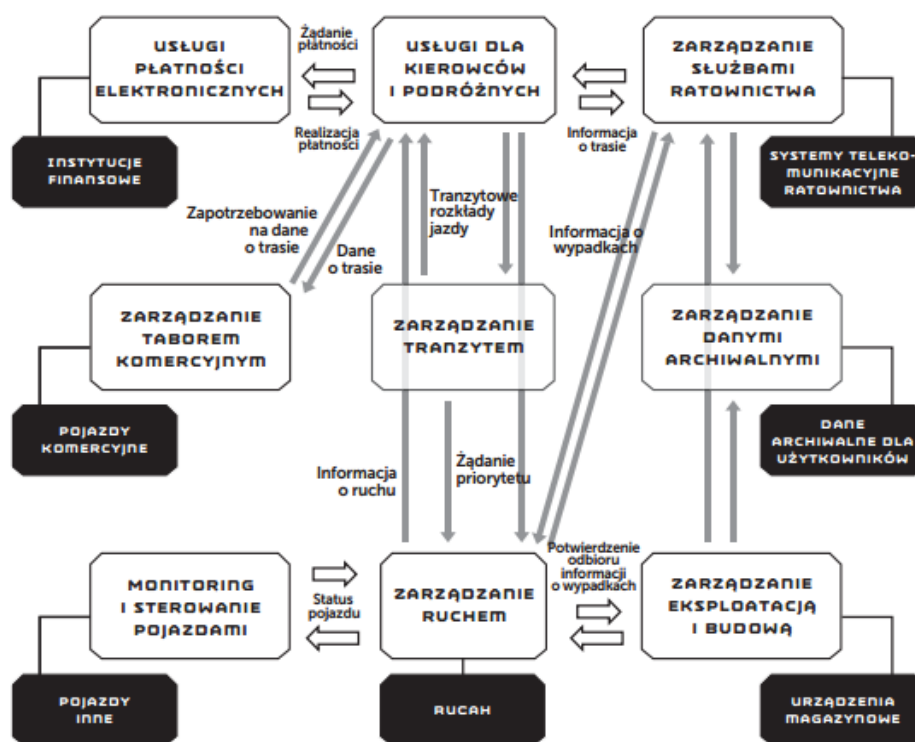 USŁUGI
PŁATNOŚCI
ELEKTRONICZNYCH
Żądanie
płatności
USŁUGI DLA
KIEROWCÓW
I PODRÓŻNYCH
ZARZĄDZANIE
SŁUŻBAMI
RATOWNICTWA
INSTYTUCJE
FINANSOWE
Realizacja
płatności
Informacja
o trasie
SYSTEMY TELEKO-
MUNIKACYJNE
RATOWNICTWA
Zapotrzebowanie
na dane
o trasie
Dane
o trasie
Tranzytowe
rozkłady
jazdy
Informacja o
wypadkach
ZARZĄDZANIE
TABOREM
KOMERCYJNYM
ZARZĄDZANIE
TRANZYTEM
ZARZĄDZANIE
DANYMI
ARCHIWALNYMI
POJAZDY
KOMERCYJNE
DANE
ARCHIWALNE DLA
UŻYTKOWNIKÓW
Informacja
o ruchu
Żądanie
priorytetu
MONITORING
I STEROWANIE
POJAZDAMI
Status
pojazdu
ZARZĄDZANIE
RUCHEM
Potwierdzenie
odbioru
informacji
o wypadkach
ZARZĄDZANIE
EKSPLOATACJĄ
I BUDOWĄ
POJAZDY
INNE
RUCAH
URZĄDZENIA
MAGAZYNOWE